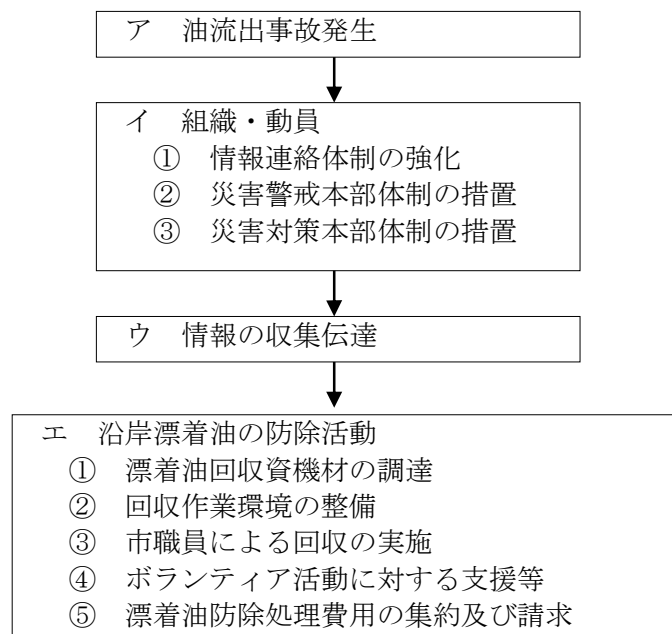 ア 油流出事故発生
イ 組織・動員
① 情報連絡体制の強化
② 災害警戒本部体制の措置
③ 災害対策本部体制の措置
ウ 情報の収集伝達
エ 沿岸漂着油の防除活動
① 漂着油回収資機材の調達
② 回収作業環境の整備
③ 市職員による回収の実施
④ ボランティア活動に対する支援等
⑤ 漂着油防除処理費用の集約及び請求